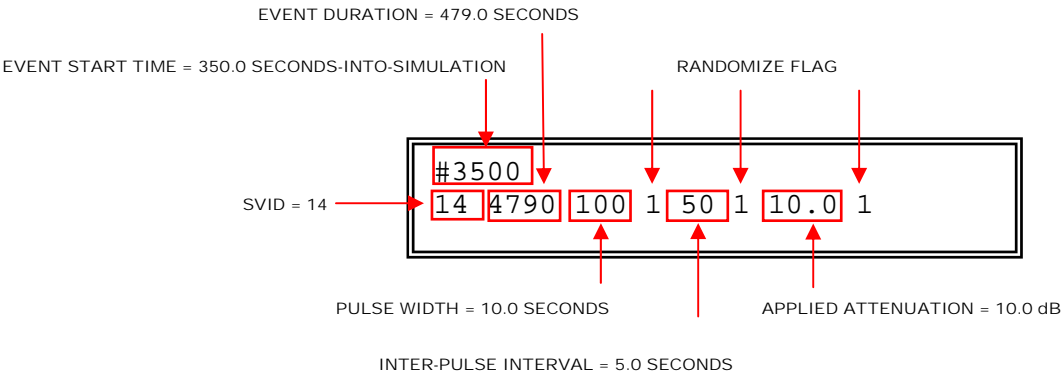 EVENT DURATION = 479.0 SECONDS
EVENT START TIME = 350.0 SECONDS-INTO-SIMULATION
RANDOMIZE FLAG
#3500
SVID = 14
14 4790 100 1 50 1 10.0 1
PULSE WIDTH = 10.0 SECONDS
APPLIED ATTENUATION = 10.0 dB
INTER-PULSE INTERVAL = 5.0 SECONDS